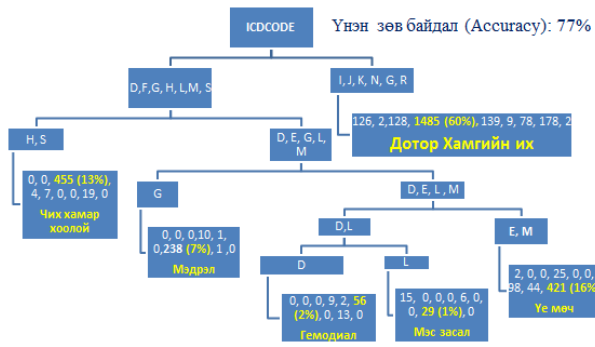 ICDCODE
Үнэн зөв байдал (Accuracy): 77%
D,F,G, H, L,M, S
I, J, K, N, G, R
126, 2,128, 1485 (60%), 139, 9, 78, 178, 2
Дотор Хамгийн их
H, S
D, E, G, L,
M
0, 0, 455 (13%),
4, 7, 0, 0, 19, 0
Чих хамар
хоолой
G
D, E, L , M
0, 0, 0,10, 1,
0,238 (7%), 1 ,0
Мэдрэл
D,L
E, M
D
L
2, 0, 0, 25, 0, 0,
98, 44, 421 (16%)
Үе мөч
0, 0, 0, 9, 2, 56
(2%), 0, 13, 0
Гемодиал
15, 0, 0, 0, 6, 0,
0, 29 (1%), 0
Мэс засал